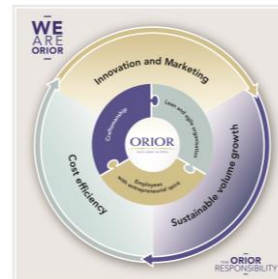 WE
ARE
ORIOR
Innovation and Marketing
Craftsmanship
Lean and agile organisation
ORIOR
Cost efficiency
Employees
with entrepreneurial spirit
Sustainable volume growth
THE ORIOR
RESPONSIBILITY